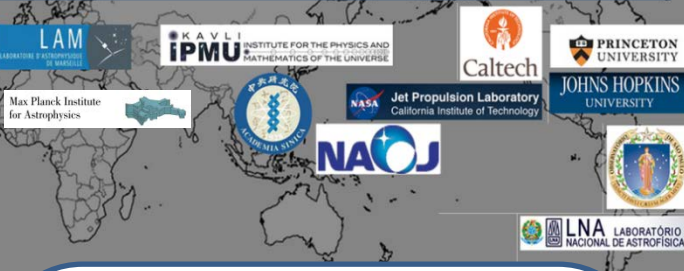 LAM
LABORATOIRE D'ASTROPHYSIQUE
DE MARSEILLE
KAVLI
IPMU
INSTITUTE FOR THE PHYSICS AND
MATHEMATICS OF THE UNIVERSE
Caltech
PRINCETON
UNIVERSITY
JOHNS HOPKINS
UNIVERSITY
Max Planck Institute
for Astrophysics
中央研究院
ACADEMIA SINICA
NASA
Jet Propulsion Laboratory
California Institute of Technology
NAOJ
LNA
LABORATÓRIO
NACIONAL DE ASTROFÍSICA